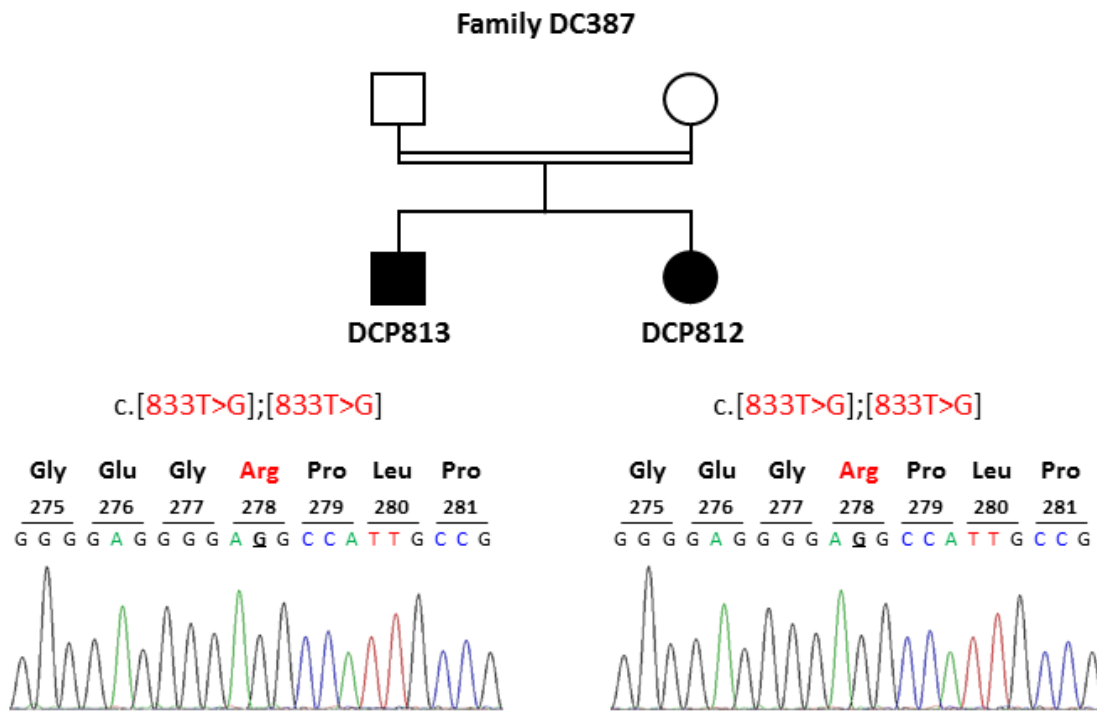 Family DC387
DCP813 DCP812
c.[833T>G];[833T>G] c.[833T>G];[833T>G]
Gly Glu Gly Arg Pro Leu Pro Gly Glu Gly Arg Pro Leu Pro
275 276 277 278 279 280 281 275 276 277 278 279 280 281
G G G G A G G G G A G G C C A T T G C C G G G G G A G G G G A G G C C A T T G C C G